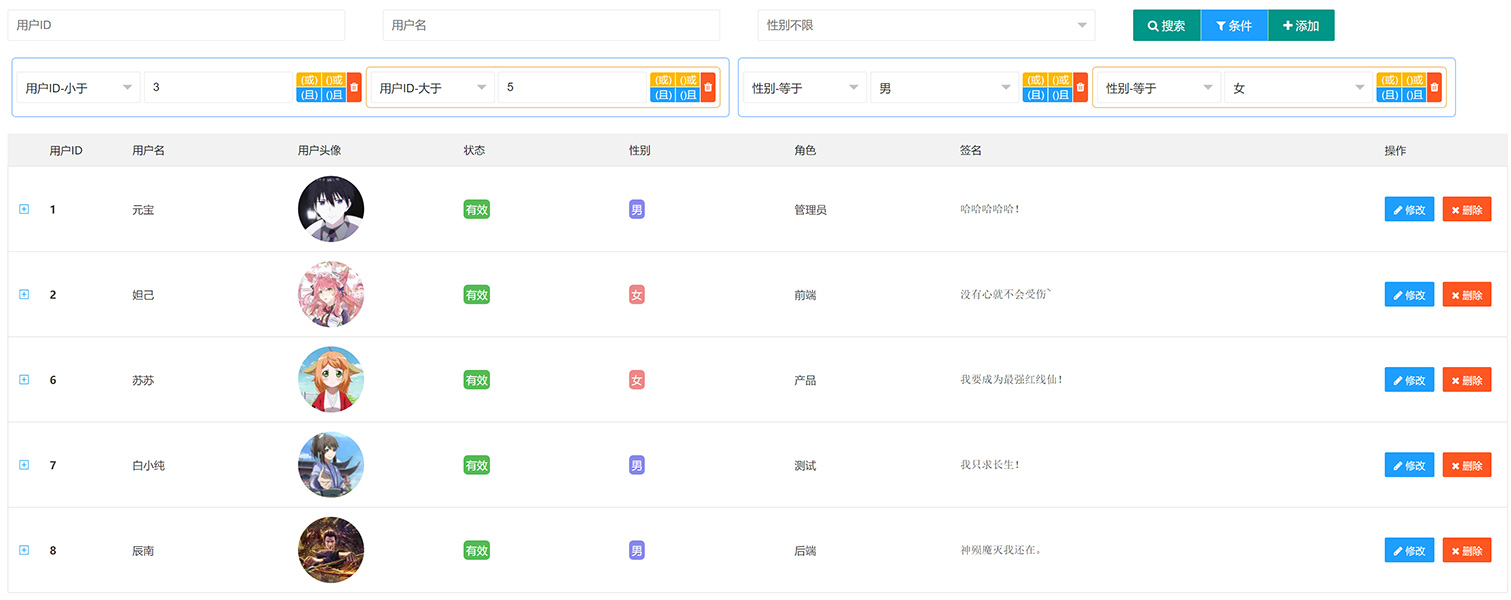 用户ID 用户名 性别不限 搜索 条件 添加
用户ID-小于 3 (或) ()或 用户ID-大于 5 (或) ()或 性别-等于 男 (或) ()或 性别-等于 女 (或) ()或
(且) ()且 (且) ()且 (且) ()且 (且) ()且
用户ID 用户名 用户头像 状态 性别 角色 签名 操作
1 元宝 有效 男 管理员 哈哈哈哈哈！ 修改 删除
2 妲己 有效 女 前端 没有心就不会受伤~ 修改 删除
6 苏苏 有效 女 产品 我要成为最强红线仙！ 修改 删除
7 白小纯 有效 男 测试 我只求长生！ 修改 删除
8 辰南 有效 男 后端 神殒魔灭我还在。 修改 删除